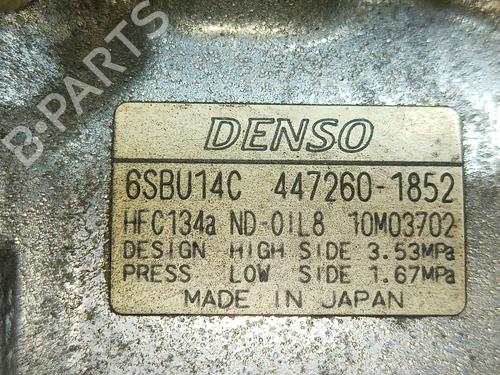 B-PARTS
DENSO
6SBU14C 447260-1852
HFC134a ND-OIL8 10M03702
DESIGN HIGH SIDE 3.53MPa
PRESS LOW SIDE 1.67MPa
MADE IN JAPAN